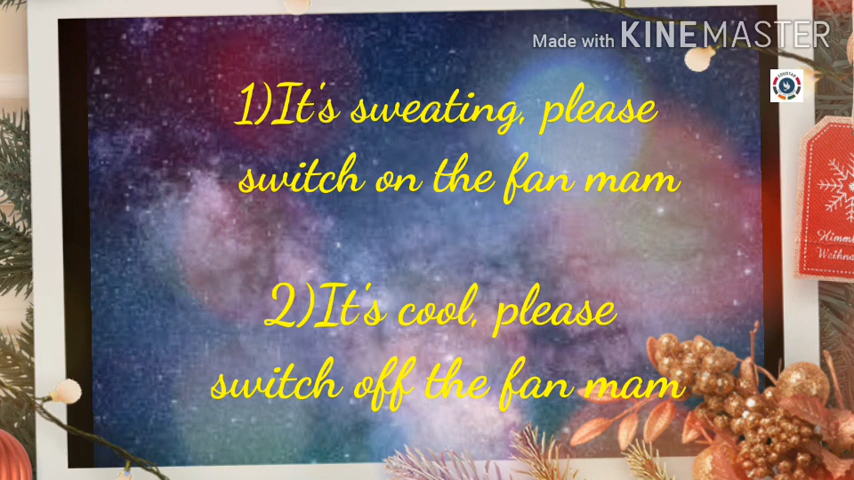 Made with KINEMASTER
1)It's sweating, please
switch on the fan mam
2)It's cool, please
switch off the fan mam